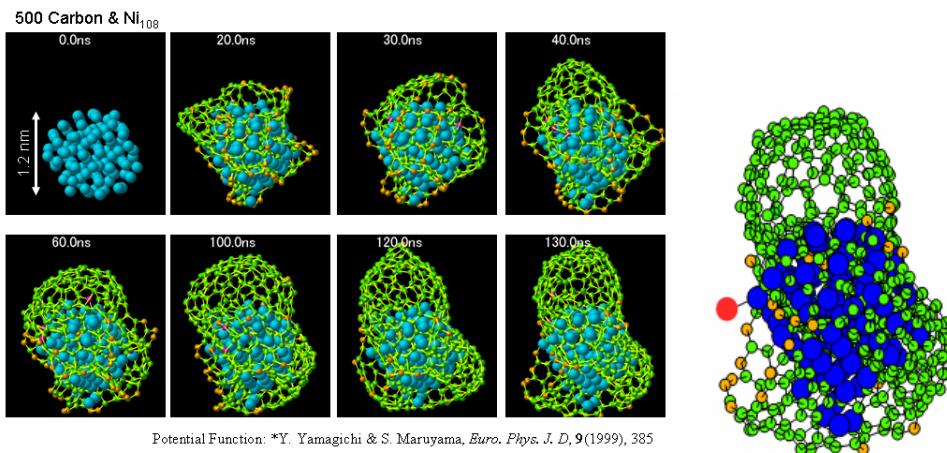 500 Carbon & Ni108
0.0ns
20.0ns
30.0ns
40.0ns
1.2 nm
60.0ns
100.0ns
120.0ns
130.0ns
Potential Function: *Y. Yamagichi & S. Maruyama, Euro. Phys. J. D, 9(1999), 385